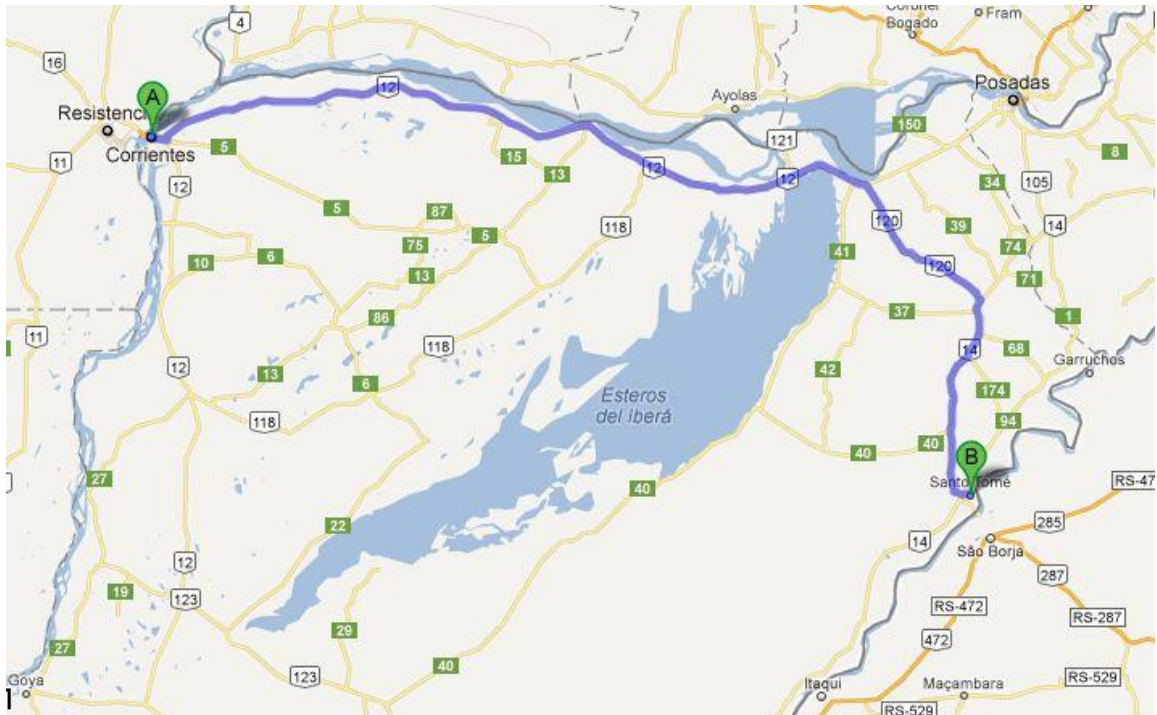 4
Coronel
Bogado
Fram
16
A
12
Posadas
Resistencia
Ayolas
150
121
Corrientes
5
15
8
11
12
13
12
12
34
105
5
87
118
120
39
14
75
5
41
74
10
6
13
120
71
86
37
1
11
118
14
68
Garruchos
12
42
13
6
Esteros
del Iberá
174
118
94
40
40
B
27
40
Santo Tomé
22
285
14
São Borja
12
287
19
123
RS-472
RS-287
29
472
27
40
123
Goya
Itaqui
Maçambara
RS-529
RS-529